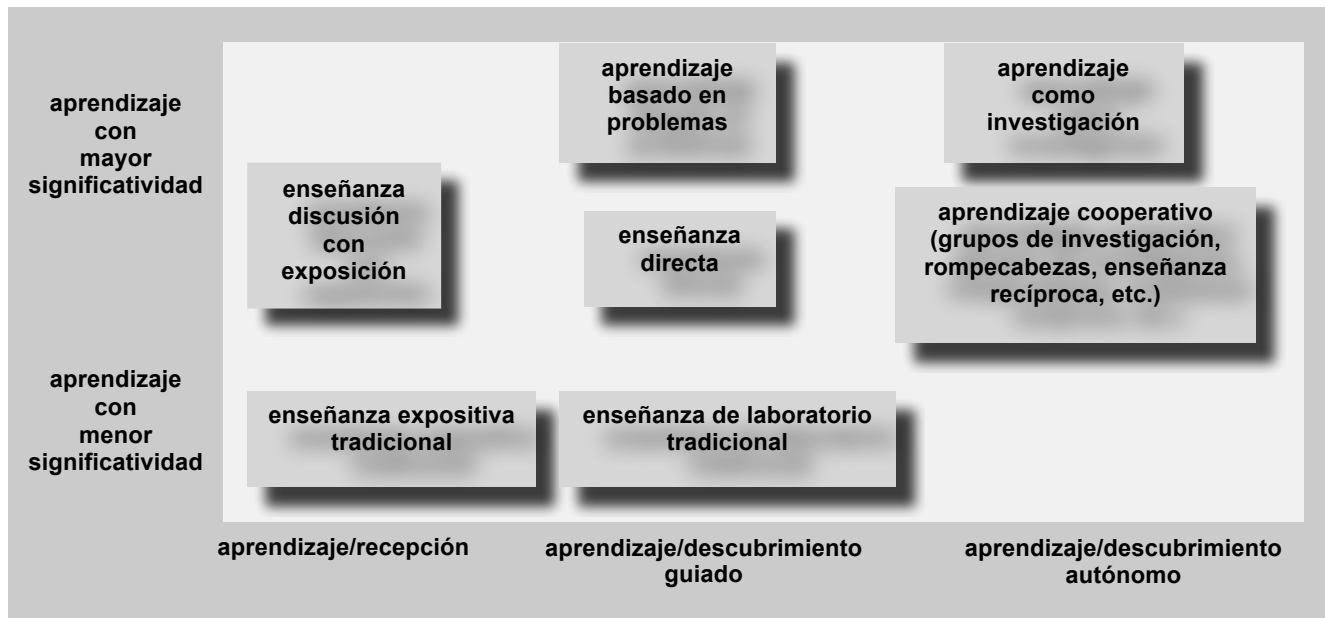 aprendizaje
con
mayor
significatividad
aprendizaje
basado en
problemas
aprendizaje
como
investigación
enseñanza
discusión
con
exposición
enseñanza
directa
aprendizaje cooperativo
(grupos de investigación,
rompecabezas, enseñanza
recíproca, etc.)
aprendizaje
con
menor
significatividad
enseñanza expositiva
tradicional
enseñanza de laboratorio
tradicional
aprendizaje/recepción
aprendizaje/descubrimiento
guiado
aprendizaje/descubrimiento
autónomo